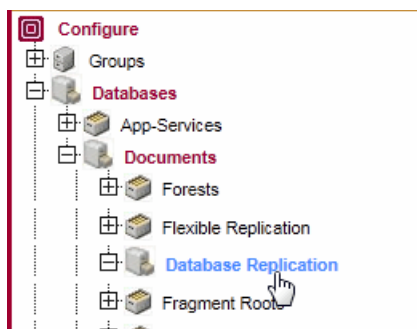 Configure
Groups
Databases
App-Services
Documents
Forests
Flexible Replication
Database Replication
Fragment Roots